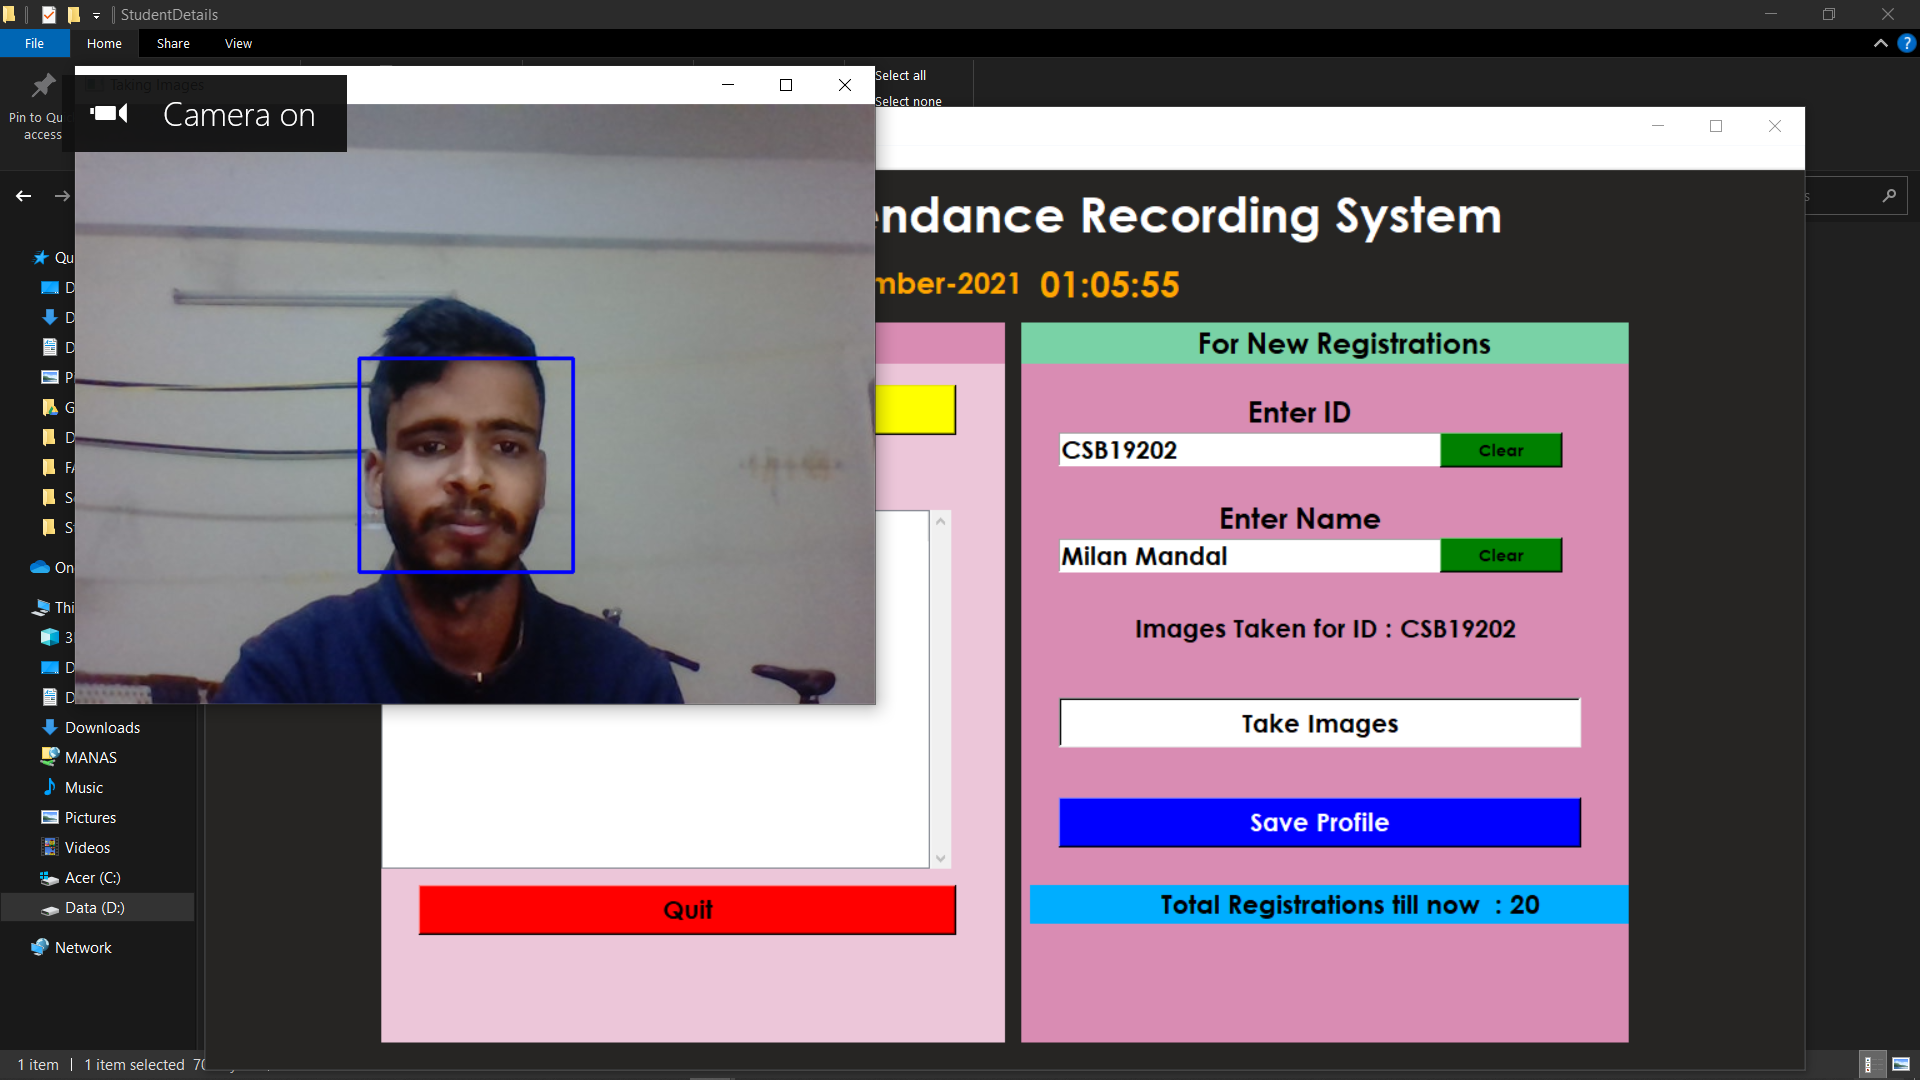 StudentDetails
File
Home
Share
View
Taking Images
Select all
Camera on
Pin to Qu
Select none
access
endance Recording System
Qu
mber-2021 01:05:55
D
D
For New Registrations
D
P
G
Enter ID
D
CSB19202
Clear
FA
S
Enter Name
S
Milan Mandal
Clear
On
Thi
Images Taken for ID : CSB19202
3
D
D
Take Images
Downloads
MANAS
Music
Pictures
Save Profile
Videos
Acer (C:)
Data (D:)
Quit
Total Registrations till now : 20
Network
1 item
1 item selected 70